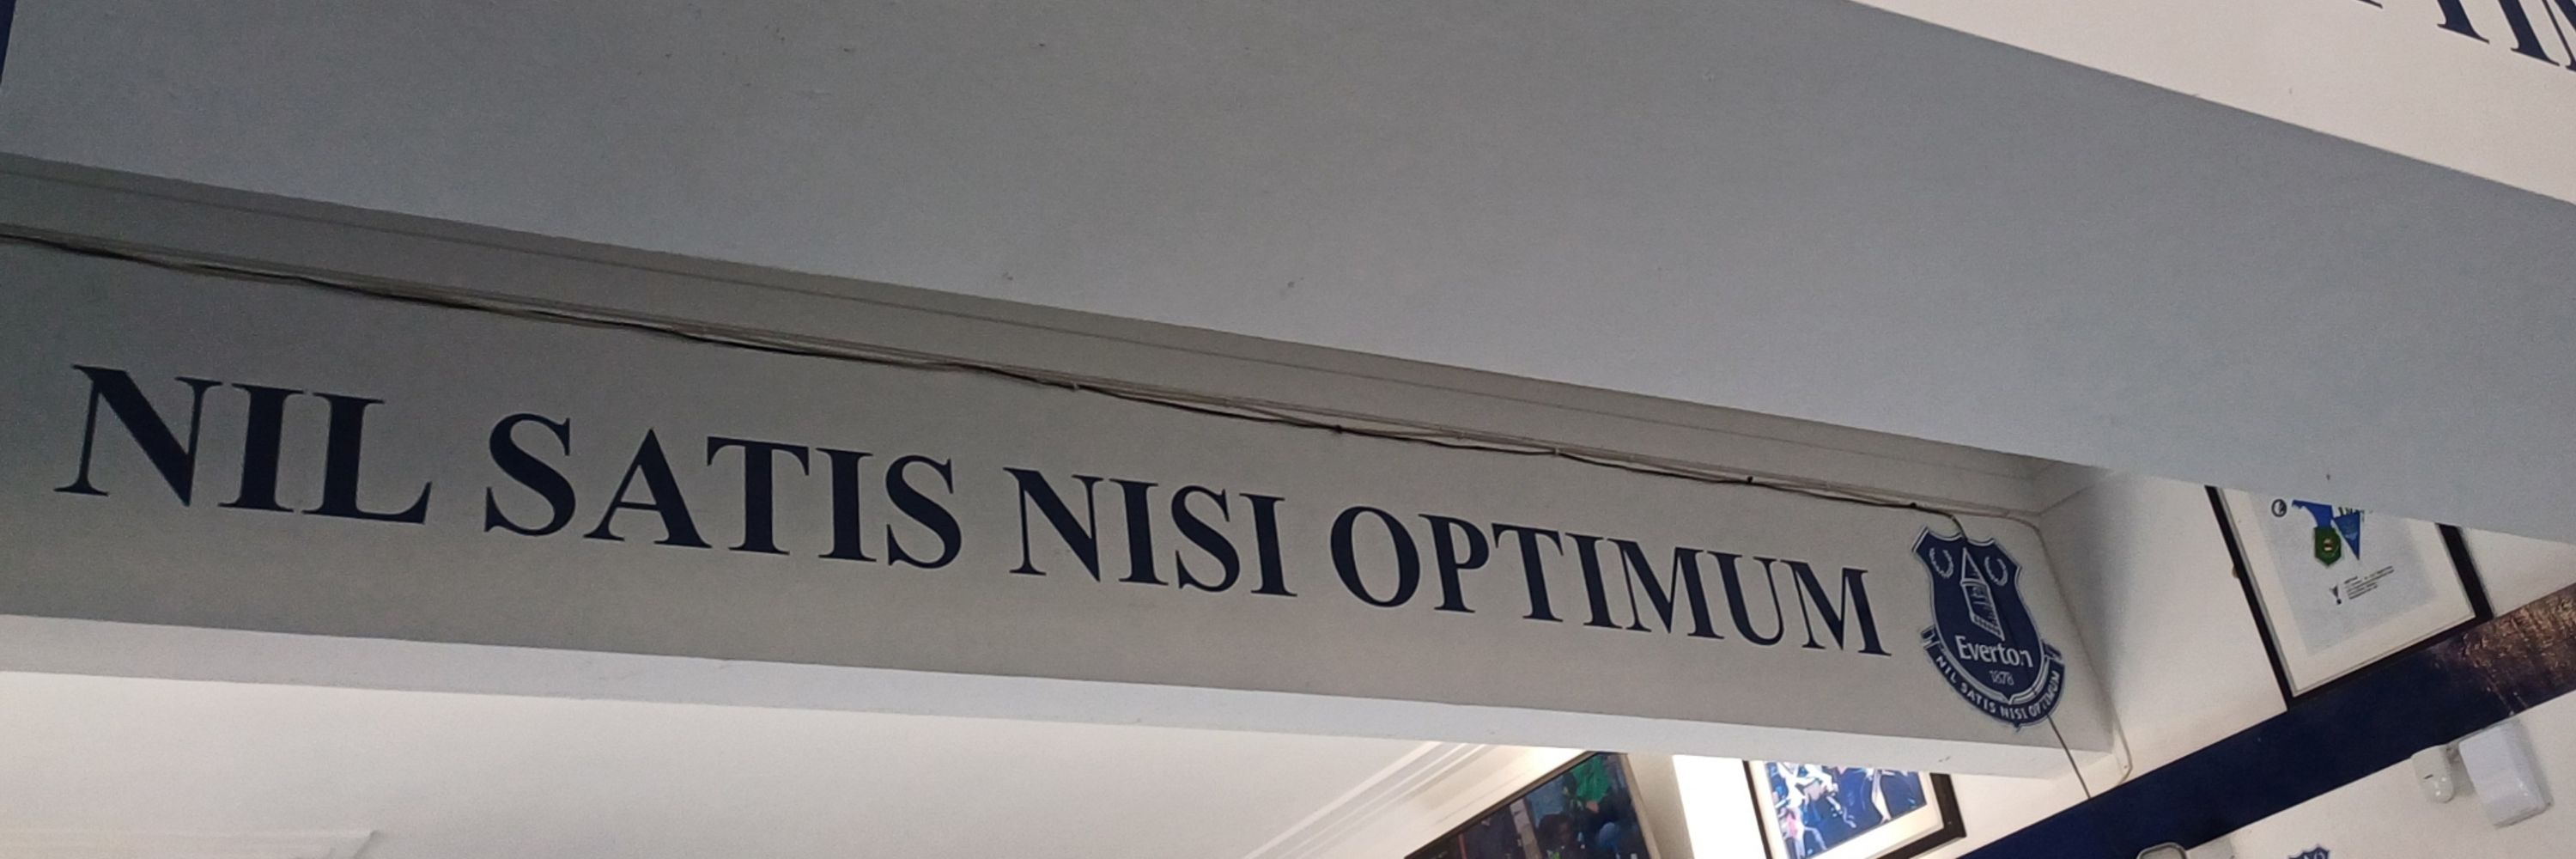 NIL SATIS NISI OPTIMUM
Everton
1878
NIL SATIS NISI OPTIMUM